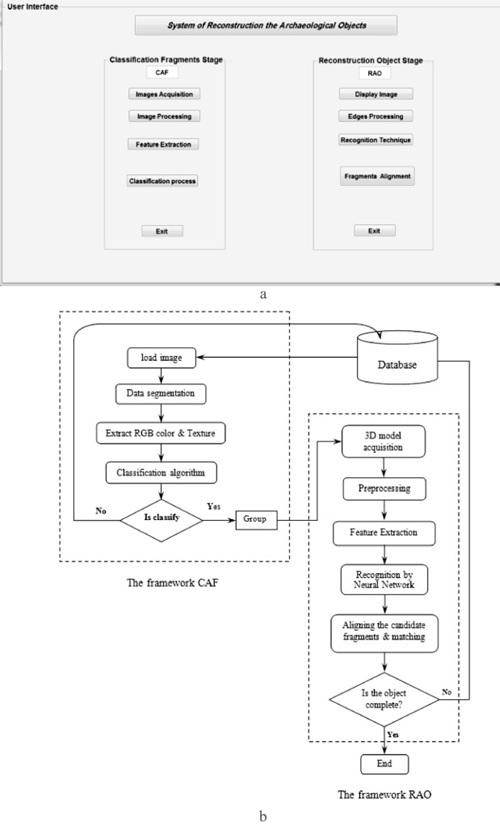 User Interface
System of Reconstruction the Archaeological Objects
Classification Fragments Stage
CAF
Images Acquisition
Image Processing
Feature Extraction
Classification process
Exit
Reconstruction Object Stage
RAO
Display Image
Edges Processing
Recognition Technique
Fragments Alignment
Exit
a
Database
load image
Data segmentation
Extract RGB color & Texture
Classification algorithm
Is classify
No
Yes
Group
The framework CAF
3D model
acquisition
Preprocessing
Feature Extraction
Recognition by
Neural Network
Aligning the candidate
fragments & matching
Is the object
complete?
No
Yes
End
The framework RAO
b